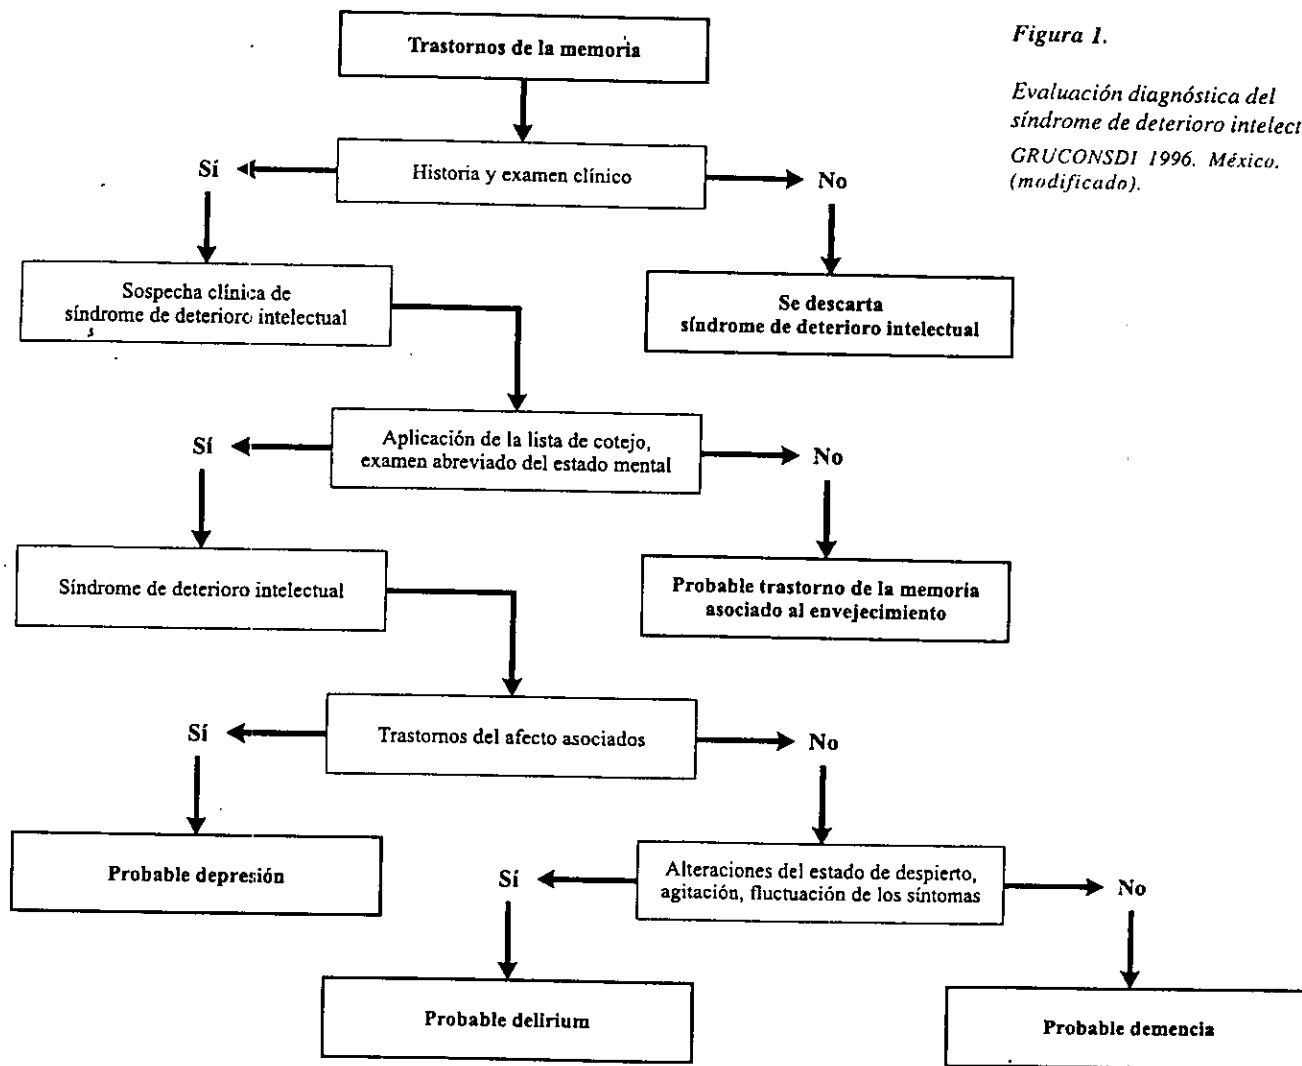 Trastornos de la memoria
Figura 1.
Evaluación diagnóstica del
síndrome de deterioro intelect
GRUCONSDI 1996. México.
(modificado).
Historia y examen clínico
Sí
No
Sospecha clínica de
síndrome de deterioro intelectual
Se descarta
síndrome de deterioro intelectual
Aplicación de la lista de cotejo,
examen abreviado del estado mental
Sí
No
Síndrome de deterioro intelectual
Probable trastorno de la memoria
asociado al envejecimiento
Trastornos del afecto asociados
Sí
No
Probable depresión
Alteraciones del estado de despierto,
agitación, fluctuación de los síntomas
Sí
No
Probable delirium
Probable demencia